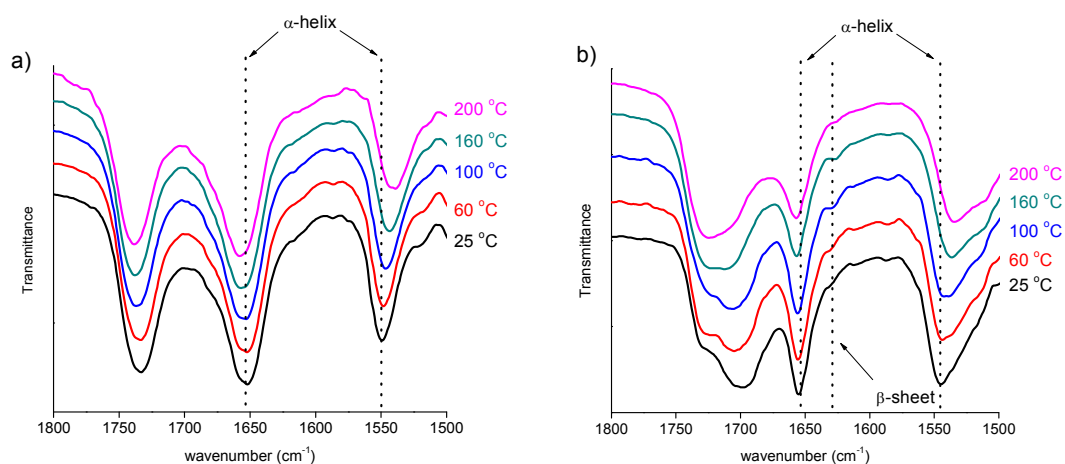 α-helix
a)
200 °C
160 °C
100 °C
60 °C
25 °C
Transmittance
1800 1750 1700 1650 1600 1550 1500
wavenumber (cm⁻¹)
α-helix
b)
200 °C
160 °C
100 °C
60 °C
25 °C
β-sheet
Transmittance
1800 1750 1700 1650 1600 1550 1500
wavenumber (cm⁻¹)